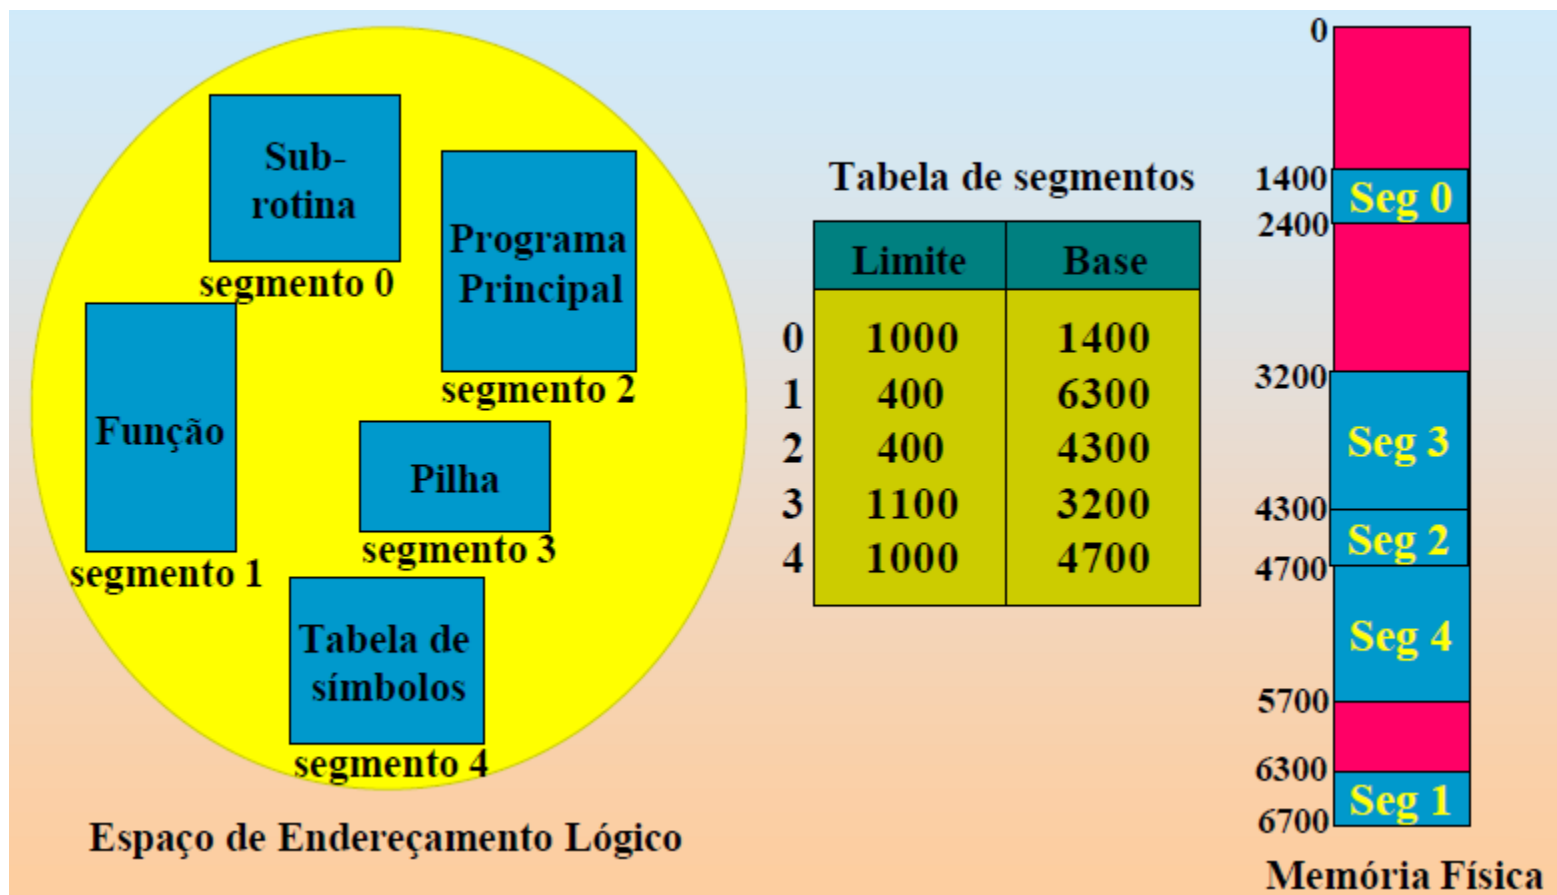 Sub-
rotina
segmento 0
Programa
Principal
segmento 2
Função
segmento 1
Pilha
segmento 3
Tabela de
símbolos
segmento 4
Espaço de Endereçamento Lógico
Tabela de segmentos
Limite Base
0 1000 1400
1 400 6300
2 400 4300
3 1100 3200
4 1000 4700
0
1400
Seg 0
2400
3200
Seg 3
4300
Seg 2
4700
Seg 4
5700
6300
Seg 1
6700
Memória Física